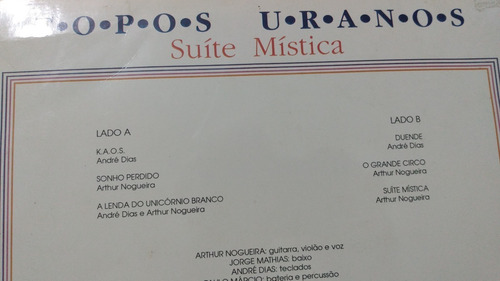 O•P•O•S U•R•A•N•O•S
Suíte Mística
LADO A
K.A.O.S.
André Dias
SONHO PERDIDO
Arthur Nogueira
A LENDA DO UNICÓRNIO BRANCO
André Dias e Arthur Nogueira
LADO B
DUENDE
André Dias
O GRANDE CIRCO
Arthur Nogueira
SUÍTE MÍSTICA
Arthur Nogueira
ARTHUR NOGUEIRA: guitarra, violão e voz
JORGE MATHIAS: baixo
ANDRÉ DIAS: teclados
MÁRCIO: bateria e percussão